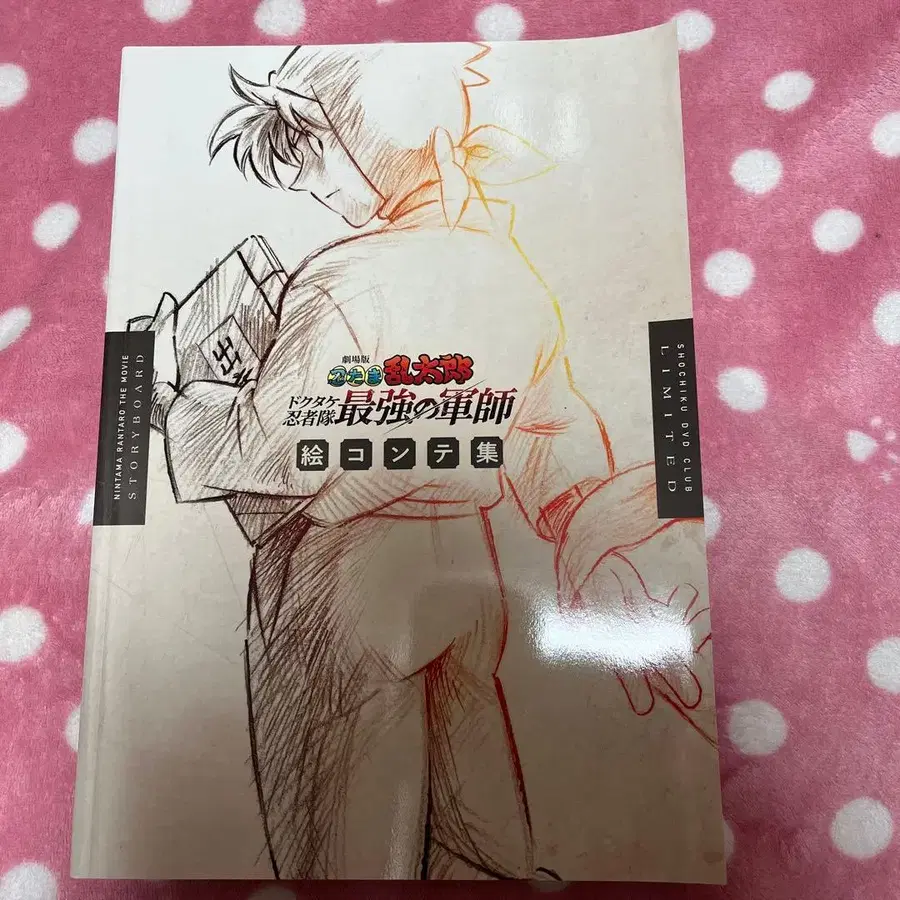 劇場版
忍たま乱太郎
ドクタケ忍者隊 最強の軍師
絵コンテ集
NINTAMA RANTARO THE MOVIE
STORYBOARD
SHOCHIKU DVD CLUB
LIMITED
出